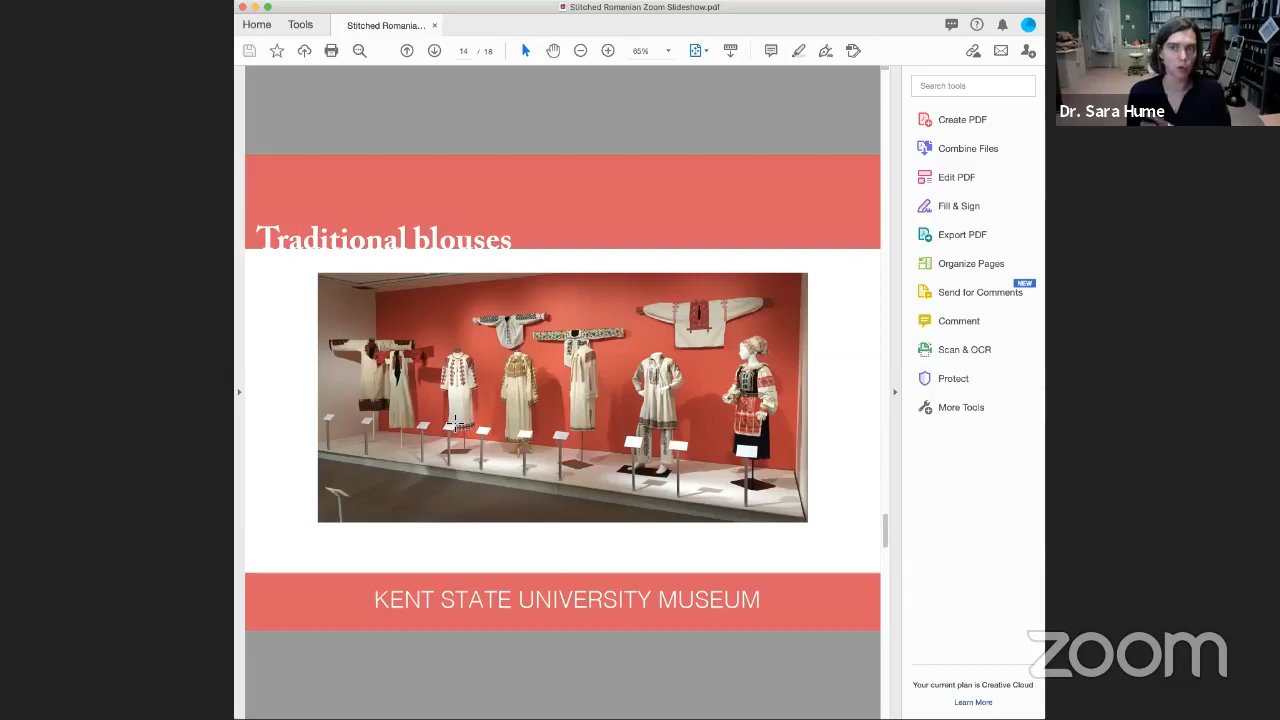 Stitched Romanian Zoom Slideshow.pdf
Home Tools Stitched Romania... ×
14 / 18 65%
Dr. Sara Hume
Search tools
Create PDF
Combine Files
Edit PDF
Fill & Sign
Export PDF
Organize Pages
NEW
Send for Comments
Comment
Scan & OCR
Protect
More Tools
Traditional blouses
KENT STATE UNIVERSITY MUSEUM
zoom
Your current plan is Creative Cloud
Learn More